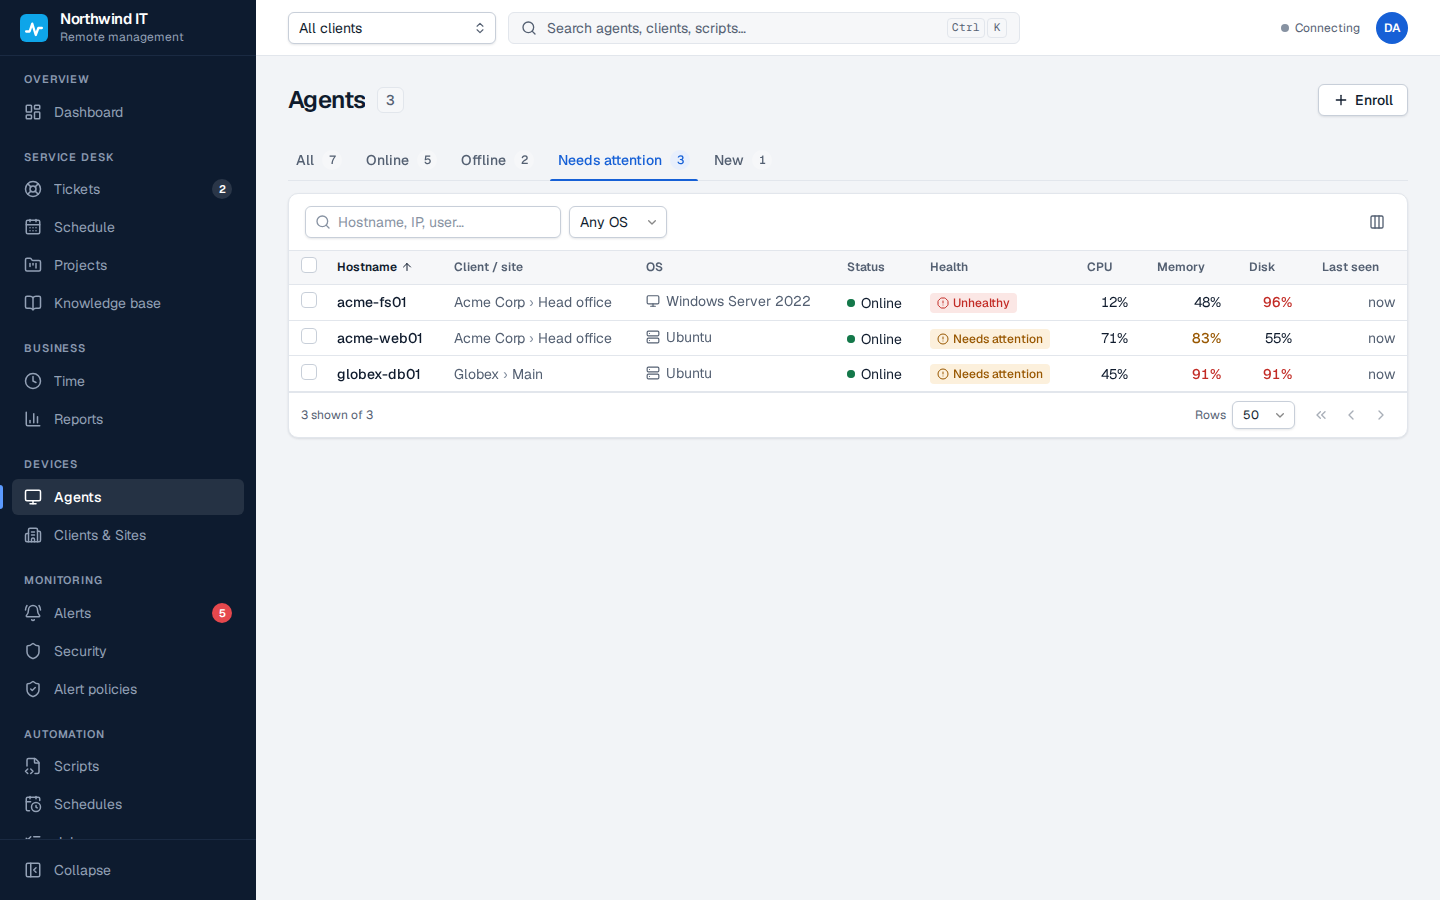 Northwind IT
Remote management
All clients
Search agents, clients, scripts...
Ctrl K
Connecting
DA
OVERVIEW
Dashboard
SERVICE DESK
Tickets 2
Schedule
Projects
Knowledge base
BUSINESS
Time
Reports
DEVICES
Agents
Clients & Sites
MONITORING
Alerts 5
Security
Alert policies
AUTOMATION
Scripts
Schedules
Collapse
Agents 3
Enroll
All 7 Online 5 Offline 2 Needs attention 3 New 1
Hostname, IP, user...
Any OS
Hostname Client / site OS Status Health CPU Memory Disk Last seen
acme-fs01 Acme Corp › Head office Windows Server 2022 Online Unhealthy 12% 48% 96% now
acme-web01 Acme Corp › Head office Ubuntu Online Needs attention 71% 83% 55% now
globex-db01 Globex › Main Ubuntu Online Needs attention 45% 91% 91% now
3 shown of 3
Rows 50